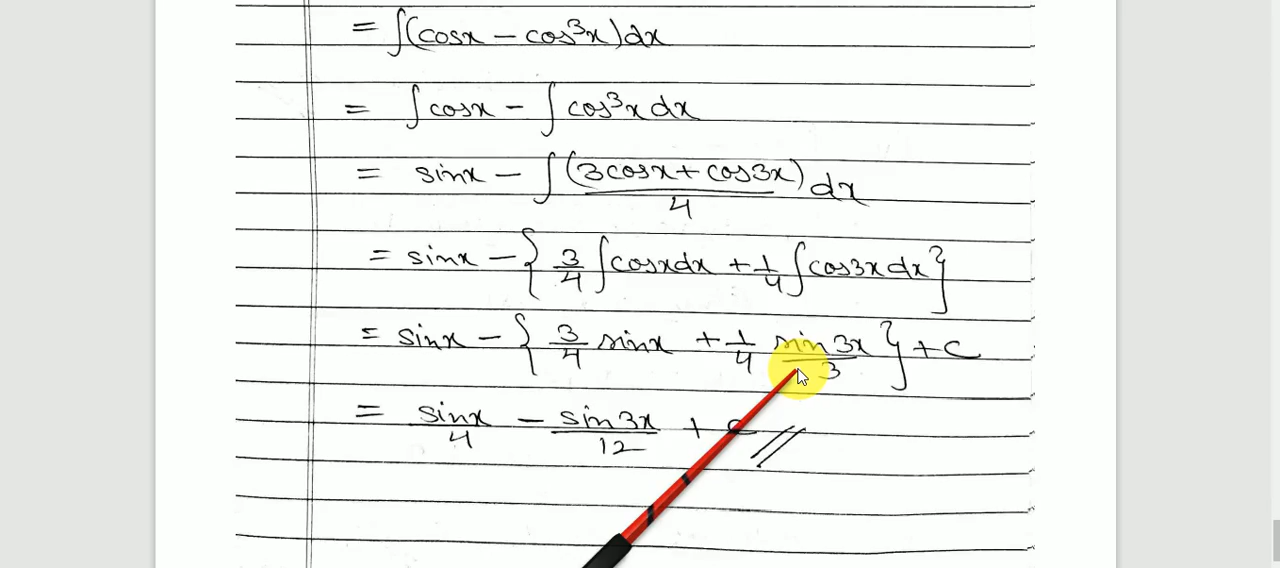 = ∫(cosx − cos³x)dx
= ∫cosx − ∫cos³x dx
= sinx − ∫(3cosx + cos3x)/4 dx
= sinx − {3/4 ∫cosxdx + 1/4 ∫cos3x dx}
= sinx − {3/4 sinx + 1/4 sin3x/3} + c
= sinx/4 − sin3x/12 + c //